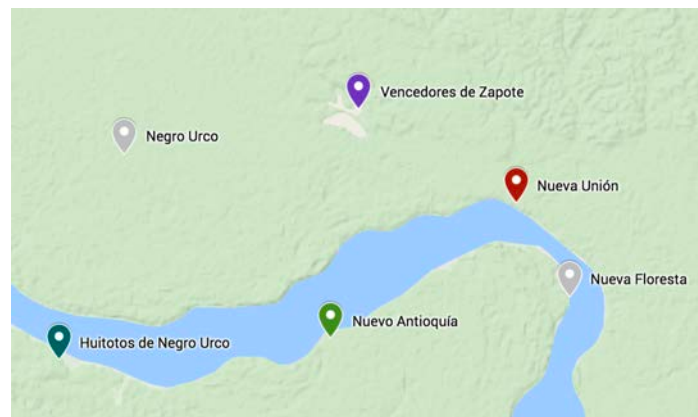 Vencedores de Zapote
Negro Urco
Nueva Unión
Nueva Floresta
Nuevo Antioquía
Huitotos de Negro Urco